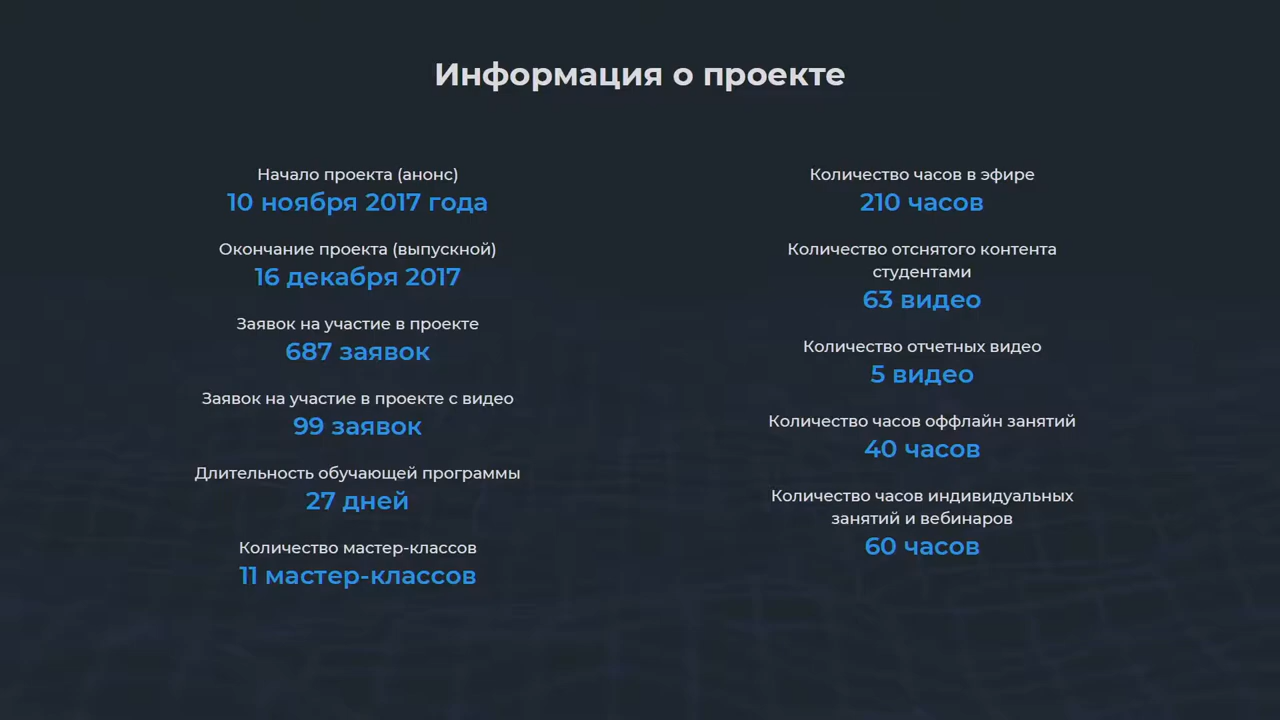 Информация о проекте
Начало проекта (анонс)
10 ноября 2017 года
Окончание проекта (выпускной)
16 декабря 2017
Заявок на участие в проекте
687 заявок
Заявок на участие в проекте с видео
99 заявок
Длительность обучающей программы
27 дней
Количество мастер-классов
11 мастер-классов
Количество часов в эфире
210 часов
Количество отснятого контента
студентами
63 видео
Количество отчетных видео
5 видео
Количество часов оффлайн занятий
40 часов
Количество часов индивидуальных
занятий и вебинаров
60 часов